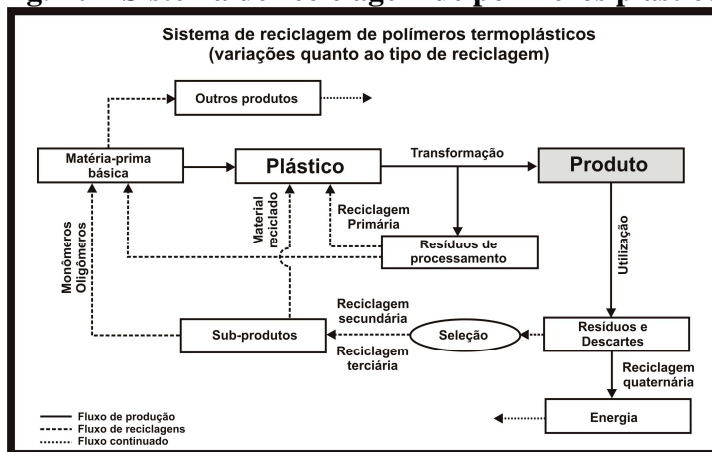 Sistema de reciclagem de polímeros termoplásticos
(variações quanto ao tipo de reciclagem)
Outros produtos
Matéria-prima
básica
Plástico
Transformação
Produto
Material
reciclado
Reciclagem
Primária
Resíduos de
processamento
Utilização
Monômeros
Oligômeros
Sub-produtos
Reciclagem
secundária
Reciclagem
terciária
Seleção
Resíduos e
Descartes
Reciclagem
quaternária
Energia
Fluxo de produção
Fluxo de reciclagens
Fluxo continuado